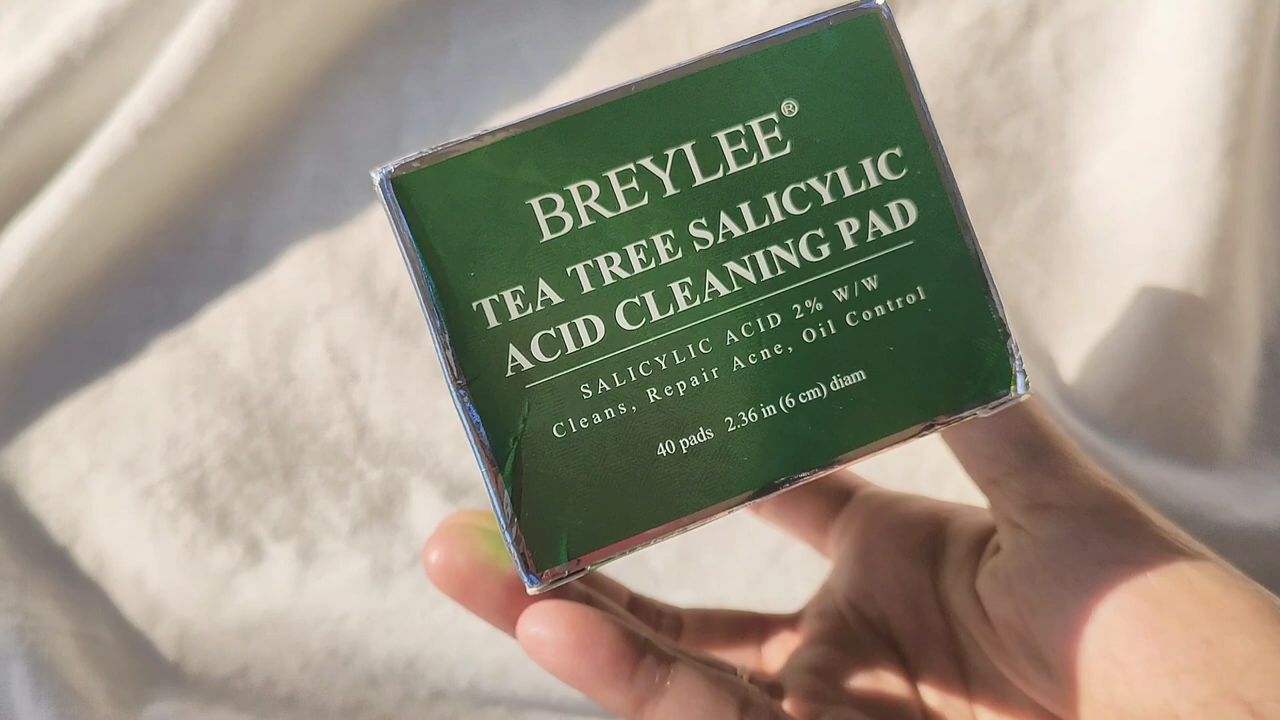 BREYLEE®
TEA TREE SALICYLIC
ACID CLEANING PAD
SALICYLIC ACID 2% W/W
Cleans, Repair Acne, Oil Control
40 pads 2.36 in (6 cm) diam